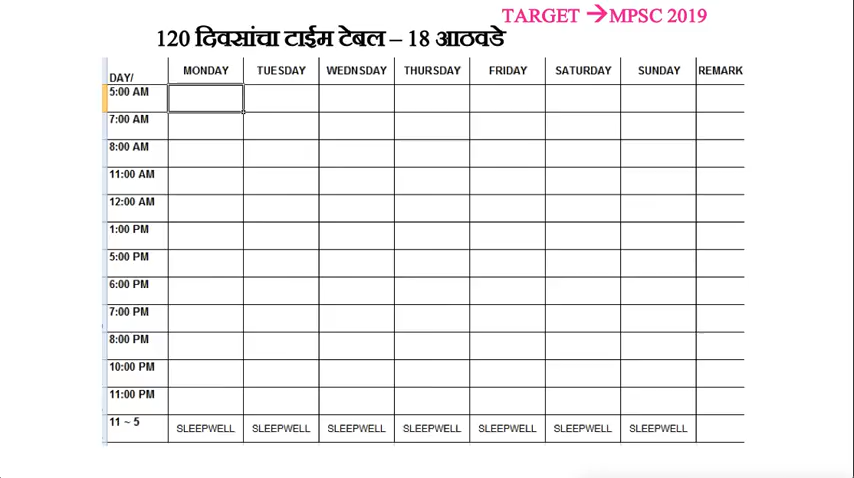 TARGET →MPSC 2019
120 दिवसांचा टाईम टेबल – 18 आठवडे
DAY/ MONDAY TUESDAY WEDNSDAY THURSDAY FRIDAY SATURDAY SUNDAY REMARK
5:00 AM
7:00 AM
8:00 AM
11:00 AM
12:00 AM
1:00 PM
5:00 PM
6:00 PM
7:00 PM
8:00 PM
10:00 PM
11:00 PM
11 ~ 5 SLEEPWELL SLEEPWELL SLEEPWELL SLEEPWELL SLEEPWELL SLEEPWELL SLEEPWELL